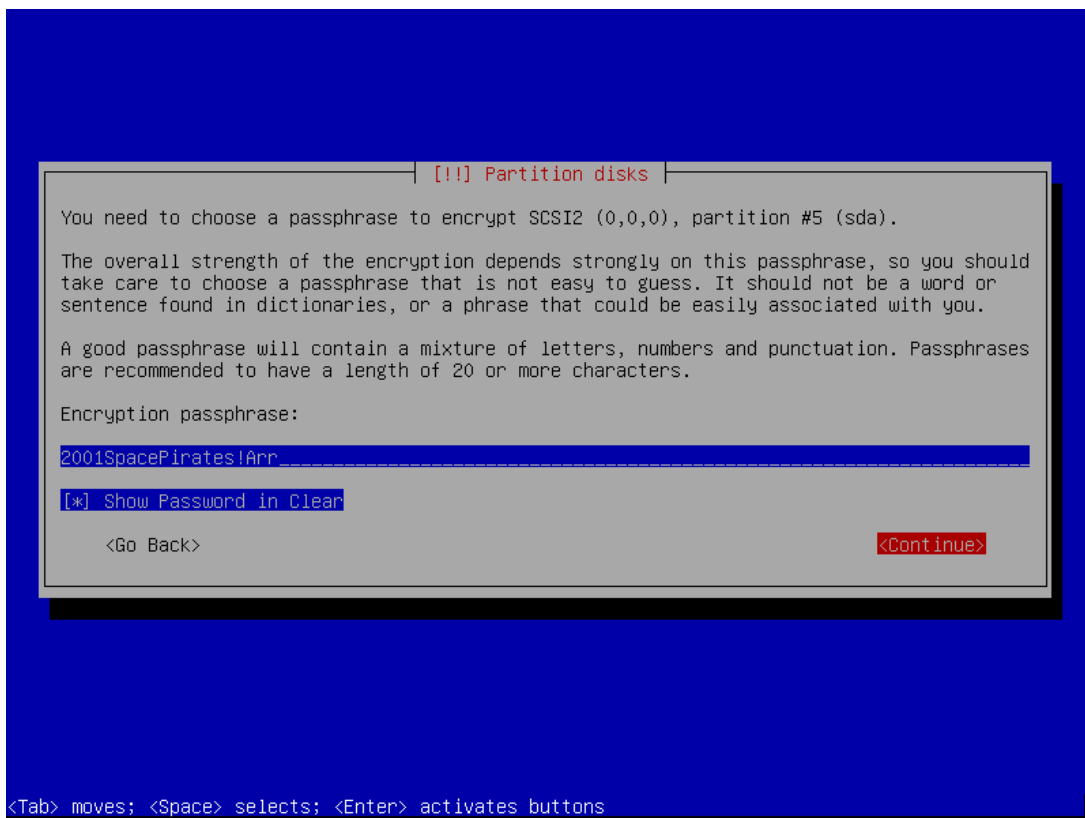 [!!] Partition disks
You need to choose a passphrase to encrypt SCSI2 (0,0,0), partition #5 (sda).
The overall strength of the encryption depends strongly on this passphrase, so you should
take care to choose a passphrase that is not easy to guess. It should not be a word or
sentence found in dictionaries, or a phrase that could be easily associated with you.
A good passphrase will contain a mixture of letters, numbers and punctuation. Passphrases
are recommended to have a length of 20 or more characters.
Encryption passphrase:
2001SpacePirates!Arr_____________________________________________________________________
[*] Show Password in Clear
<Go Back> <Continue>
<Tab> moves; <Space> selects; <Enter> activates buttons